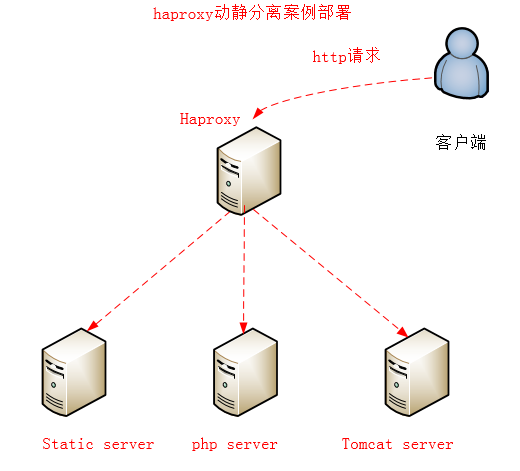 haproxy动静分离案例部署
http请求
Haproxy
客户端
Static server
php server
Tomcat server